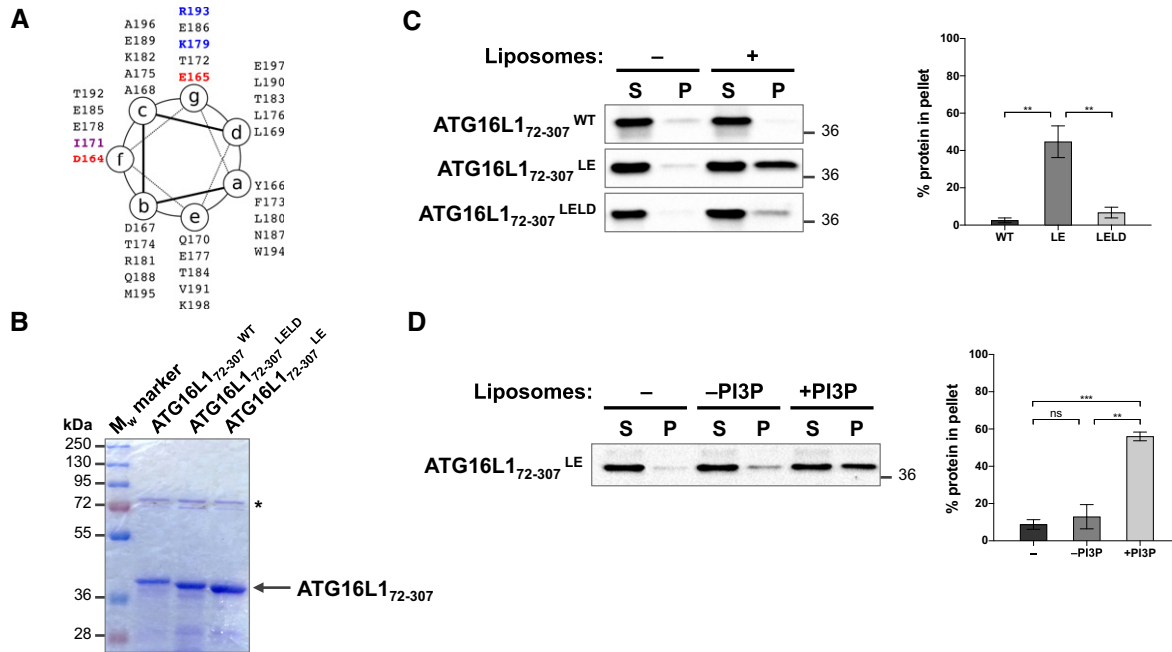 A
R193
A196 E186
E189 K179
K182 T172
A175 E165
A168
E197
L190
T183
L176
L169
T192
E185
E178
I171
D164
g
c
d
f
a
b
e
Y166
F173
L180
N187
W194
D167
T174
R181
Q188
M195
Q170
E177
T184
V191
K198
B
Mw marker
ATG16L172-307 WT
ATG16L172-307 LELD
ATG16L172-307 LE
kDa
250
130
95
72
55
36
28
*
ATG16L172-307
C
Liposomes: – +
S P S P
ATG16L172-307 WT
36
ATG16L172-307 LE
36
ATG16L172-307 LELD
36
% protein in pellet
100
80
60
40
20
0
** **
WT LE LELD
D
Liposomes: – –PI3P +PI3P
S P S P S P
ATG16L172-307 LE
36
% protein in pellet
100
80
60
40
20
0
***
ns **
– –PI3P +PI3P